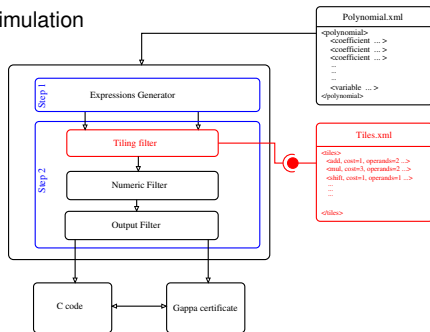 imulation
Polynomial.xml
<polynomial>
<coefficient ... >
<coefficient ... >
<coefficient ... >
...
...
<variable ... >
</polynomial>
Step 1
Expressions Generator
Step 2
Tiling filter
Numeric Filter
Output Filter
Tiles.xml
<tiles>
<add, cost=1, operands=2 ...>
<mul, cost=3, operands=2 ...>
<shift, cost=1, operands=1 ...>
...
...
...
</tiles>
C code
Gappa certificate